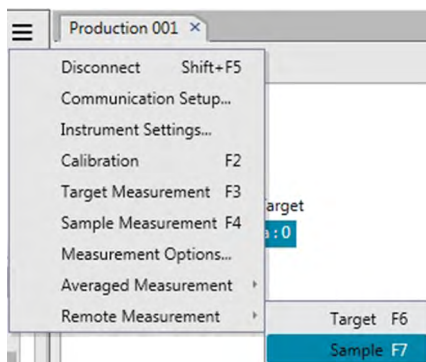 Production 001 ×
Disconnect Shift+F5
Communication Setup...
Instrument Settings...
Calibration F2
Target Measurement F3
Sample Measurement F4
Measurement Options...
Averaged Measurement
Remote Measurement
arget
a : 0
Target F6
Sample F7